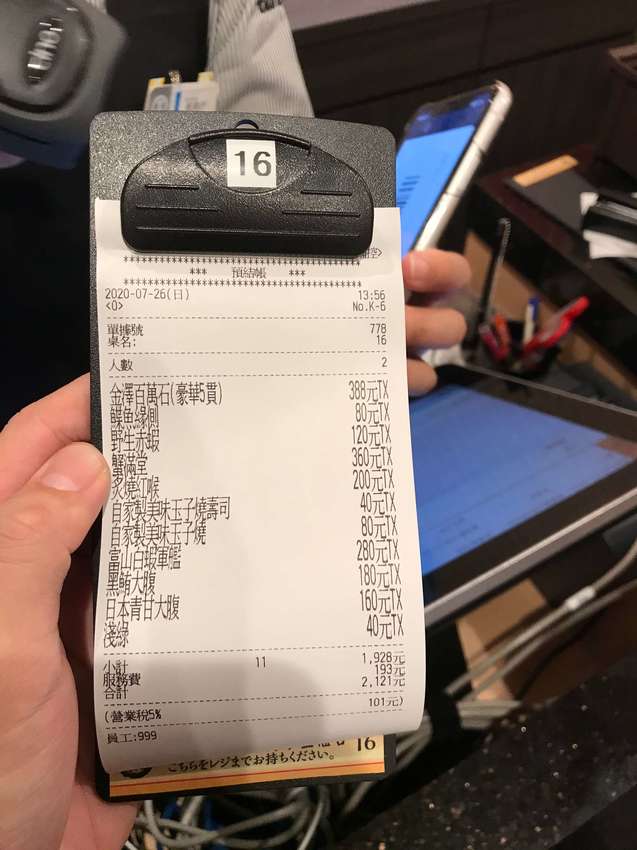 16
***********************************
*** 預結帳 ***
***********************************
2020-07-26(日) 13:56
<0> No.K-6
單據號 778
桌名: 16
人數 2
金澤百萬石(豪華5貫) 388元TX
鰈魚緣側 80元TX
野生赤蝦 120元TX
蟹滿堂 360元TX
炙燒紅喉 200元TX
自家製美味玉子燒壽司 40元TX
自家製美味玉子燒 80元TX
富山白蝦軍艦 280元TX
黑鮪大腹 180元TX
日本青甘大腹 160元TX
淺綠 40元TX
小計 11 1,928元
服務費 193元
合計 2,121元
(營業稅5% 101元)
員工:999
16
こちらをレジまでお持ちください。